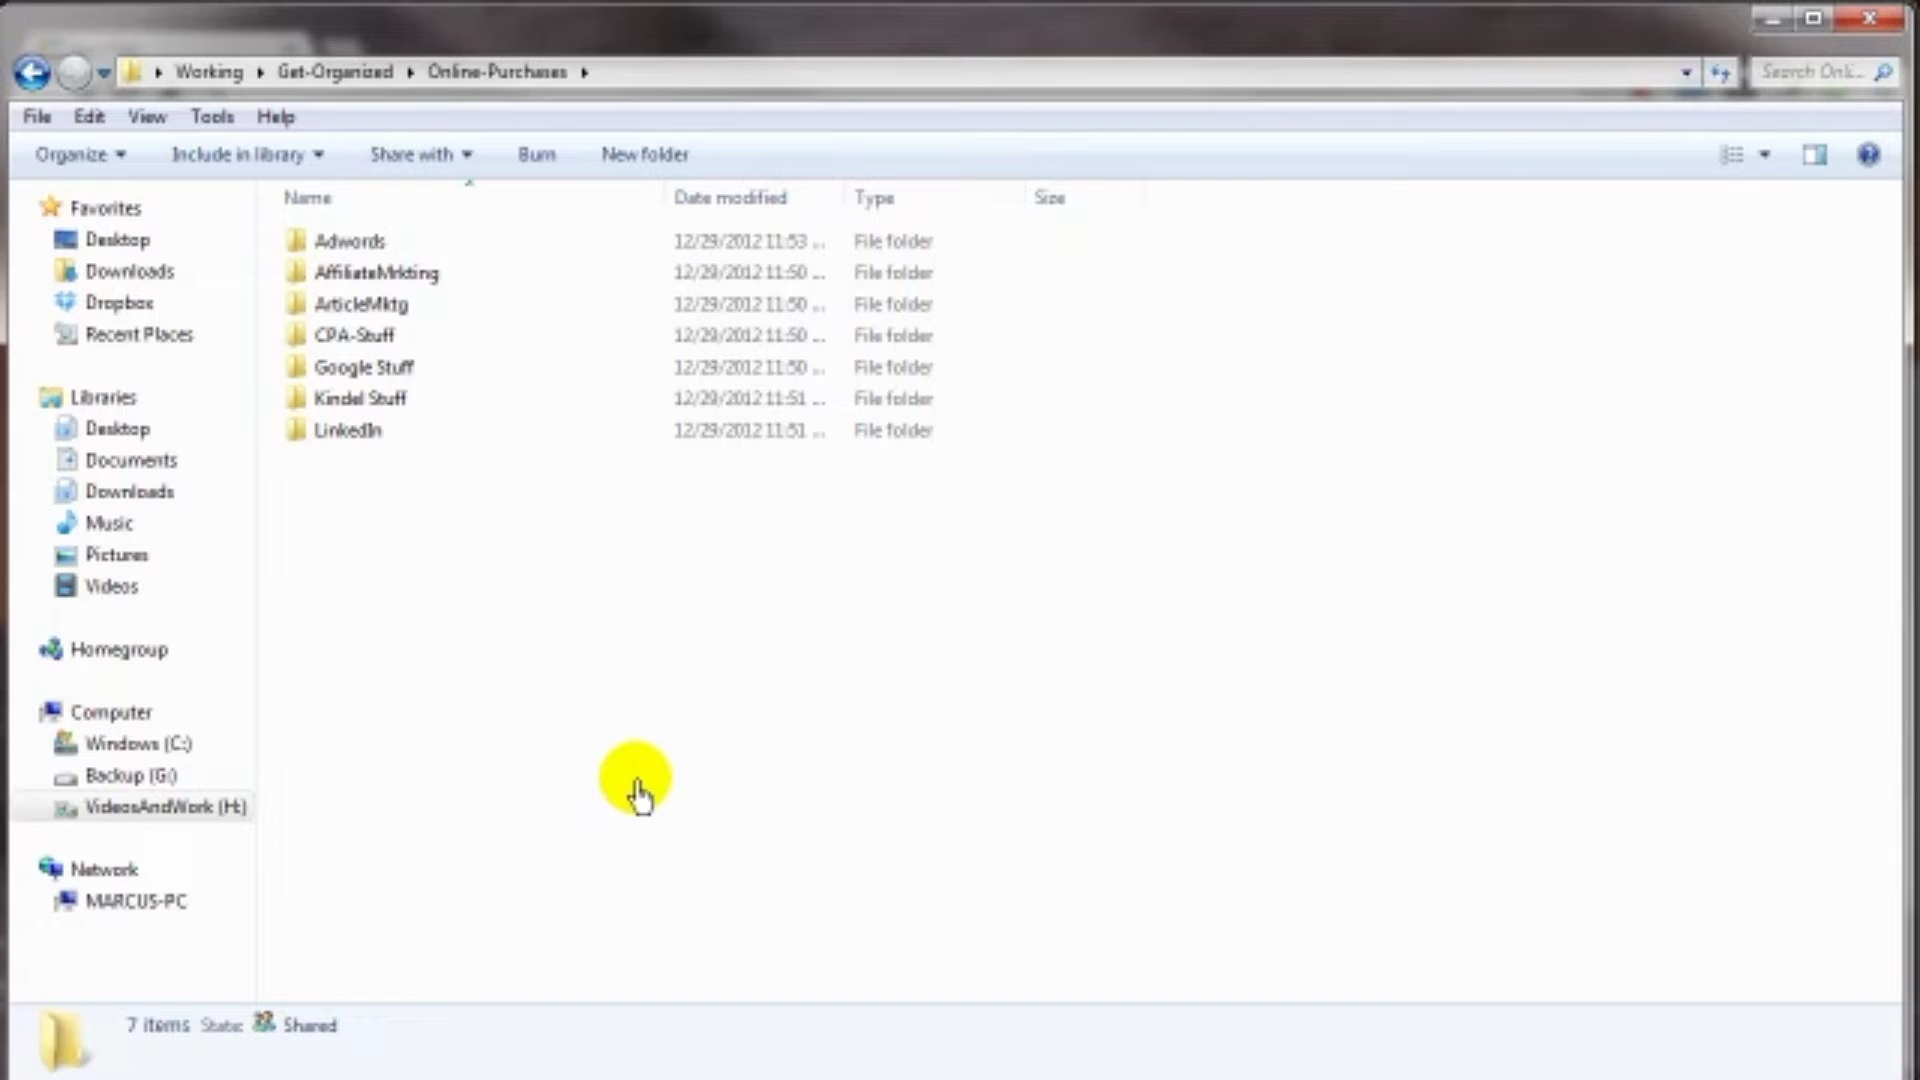 Working Get-Organized Online-Purchases
Search Onli...
File Edit View Tools Help
Organize Include in library Share with Burn New folder
Name Date modified Type Size
Favorites
Desktop
Downloads
Dropbox
Recent Places
Libraries
Desktop
Documents
Downloads
Music
Pictures
Videos
Homegroup
Computer
Windows (C:)
Backup (G:)
VideosAndWork (H:)
Network
MARCUS-PC
Adwords 12/29/2012 11:53 ... File folder
AffiliateMrkting 12/29/2012 11:50 ... File folder
ArticleMktg 12/29/2012 11:50 ... File folder
CPA-Stuff 12/29/2012 11:50 ... File folder
Google Stuff 12/29/2012 11:50 ... File folder
Kindel Stuff 12/29/2012 11:51 ... File folder
LinkedIn 12/29/2012 11:51 ... File folder
7 items State: Shared